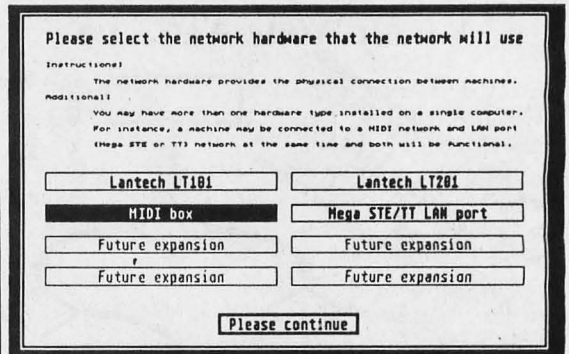 Please select the network hardware that the network will use
Instructions:
The network hardware provides the physical connection between machines.
Additional:
You may have more than one hardware type installed on a single computer.
For instance, a machine may be connected to a MIDI network and LAN port
(Mega STE or TT) network at the same time and both will be functional.
Lantech LT101 Lantech LT201
MIDI box Mega STE/TT LAN port
Future expansion Future expansion
Future expansion Future expansion
Please continue